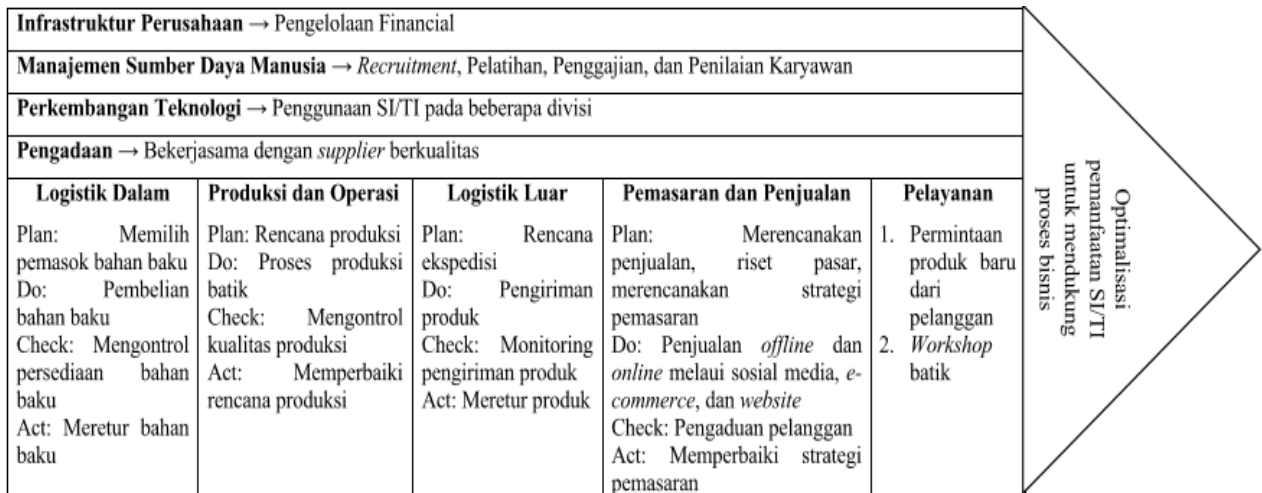 Infrastruktur Perusahaan → Pengelolaan Financial
Manajemen Sumber Daya Manusia → Recruitment, Pelatihan, Penggajian, dan Penilaian Karyawan
Perkembangan Teknologi → Penggunaan SI/TI pada beberapa divisi
Pengadaan → Bekerjasama dengan supplier berkualitas
Logistik Dalam
Plan: Memilih
pemasok bahan baku
Do: Pembelian
bahan baku
Check: Mengontrol
persediaan bahan
baku
Act: Meretur bahan
baku
Produksi dan Operasi
Plan: Rencana produksi
Do: Proses produksi
batik
Check: Mengontrol
kualitas produksi
Act: Memperbaiki
rencana produksi
Logistik Luar
Plan: Rencana
ekspedisi
Do: Pengiriman
produk
Check: Monitoring
pengiriman produk
Act: Meretur produk
Pemasaran dan Penjualan
Plan: Merencanakan
penjualan, riset pasar,
merencanakan strategi
pemasaran
Do: Penjualan offline dan
online melaui sosial media, e-
commerce, dan website
Check: Pengaduan pelanggan
Act: Memperbaiki strategi
pemasaran
Pelayanan
1. Permintaan
produk baru
dari
pelanggan
2. Workshop
batik
Optimalisasi
pemanfaatan SI/TI
untuk mendukung
proses bisnis